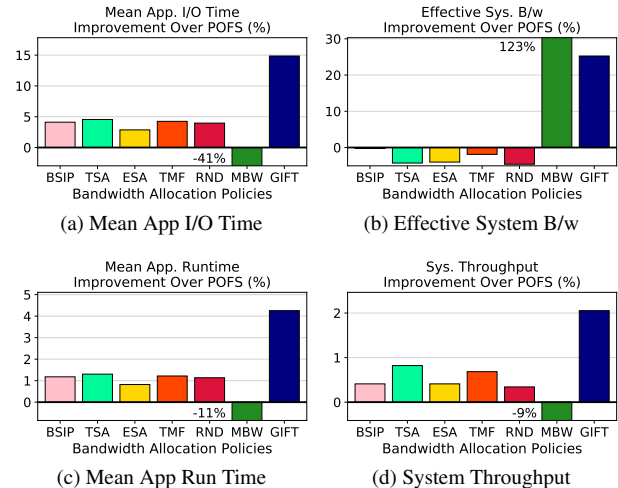 Mean App. I/O Time
Improvement Over POFS (%)
15
10
5
0
-41%
BSIP TSA ESA TMF RND MBW GIFT
Bandwidth Allocation Policies
(a) Mean App I/O Time
Effective Sys. B/w
Improvement Over POFS (%)
30
123%
20
10
0
BSIP TSA ESA TMF RND MBW GIFT
Bandwidth Allocation Policies
(b) Effective System B/w
Mean App. Runtime
Improvement Over POFS (%)
5
4
3
2
1
0
-11%
BSIP TSA ESA TMF RND MBW GIFT
Bandwidth Allocation Policies
(c) Mean App Run Time
Sys. Throughput
Improvement Over POFS (%)
2
1
0
-9%
BSIP TSA ESA TMF RND MBW GIFT
Bandwidth Allocation Policies
(d) System Throughput